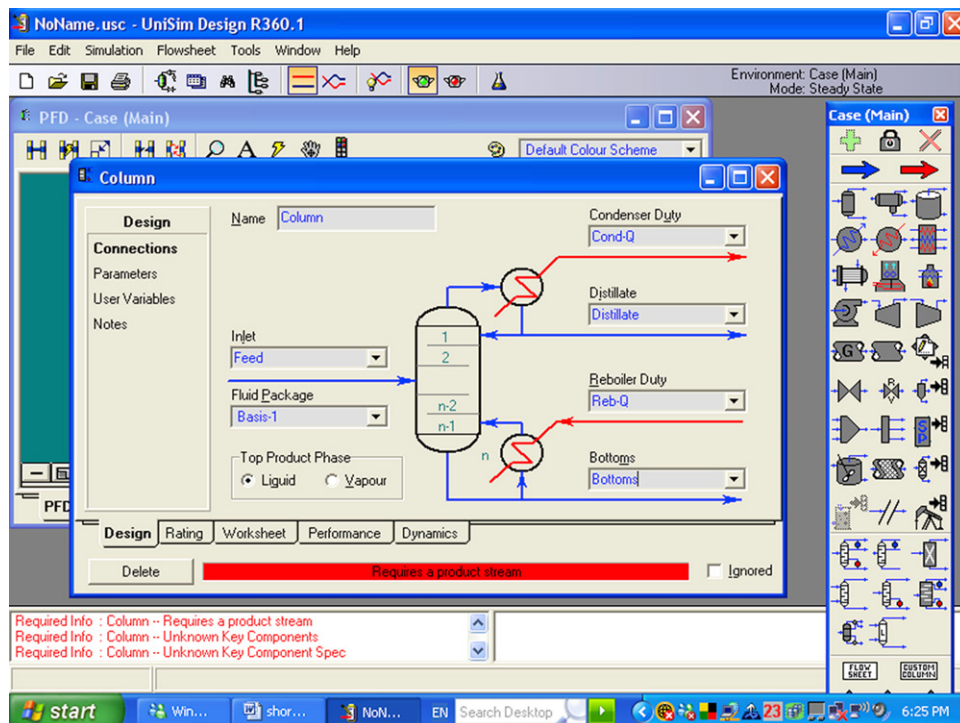 NoName.usc - UniSim Design R360.1
File Edit Simulation Flowsheet Tools Window Help
Environment: Case (Main)
Mode: Steady State
PFD - Case (Main)
Default Colour Scheme
Case (Main)
Column
Design
Connections
Parameters
User Variables
Notes
Name Column
Condenser Duty
Cond-Q
Distillate
Distillate
Inlet
Feed
Fluid Package
Basis-1
1
2
n-2
n-1
n
Reboiler Duty
Reb-Q
Top Product Phase
Liquid Vapour
Bottoms
Bottoms
PFD
Design Rating Worksheet Performance Dynamics
Delete Requires a product stream Ignored
Required Info : Column -- Requires a product stream
Required Info : Column -- Unknown Key Components
Required Info : Column -- Unknown Key Component Spec
FLOW SHEET
CUSTOM COLUMN
start Win... shor... NoN... EN Search Desktop 23 6:25 PM